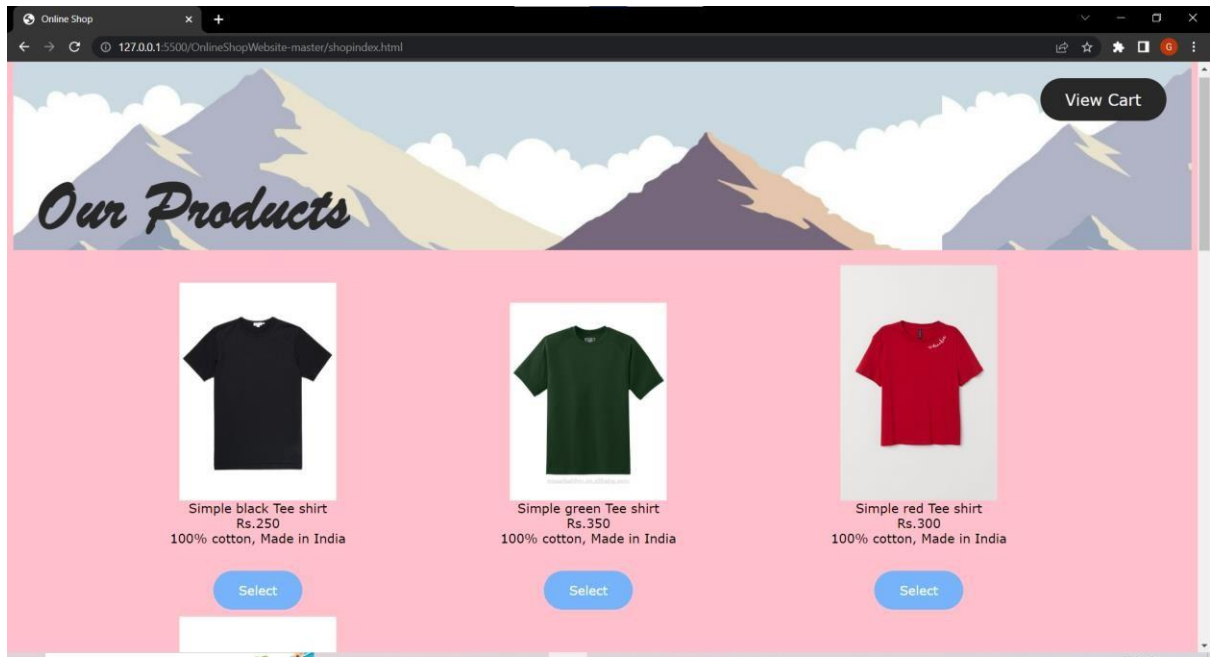 Online Shop
127.0.0.1:5500/OnlineShopWebsite-master/shopindex.html
G
View Cart
Our Products
Simple black Tee shirt
Rs.250
100% cotton, Made in India
Select
Simple green Tee shirt
Rs.350
100% cotton, Made in India
Select
Simple red Tee shirt
Rs.300
100% cotton, Made in India
Select